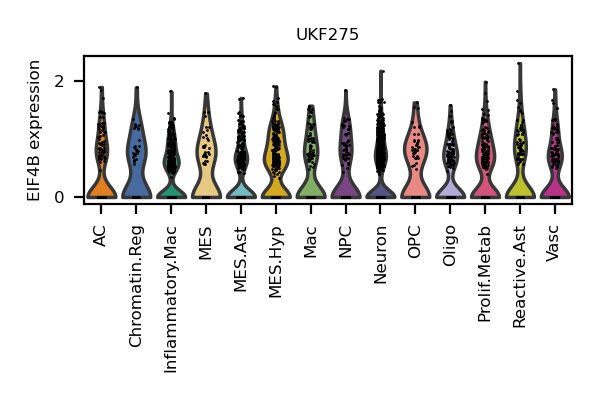 UKF275
EIF4B expression
2
0
AC
Chromatin.Reg
Inflammatory.Mac
MES
MES.Ast
MES.Hyp
Mac
NPC
Neuron
OPC
Oligo
Prolif.Metab
Reactive.Ast
Vasc